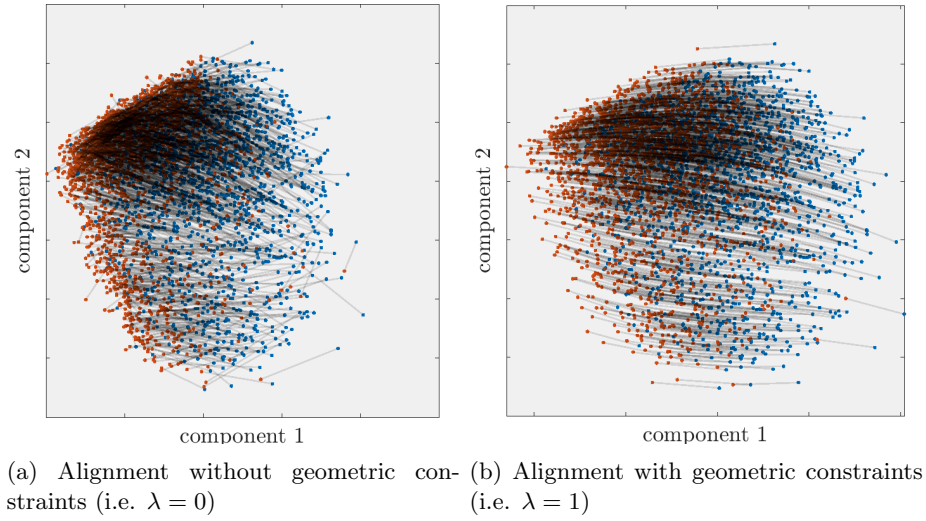 component 2
component 1
component 2
component 1
(a) Alignment without geometric con-
straints (i.e. λ = 0)
(b) Alignment with geometric constraints
(i.e. λ = 1)